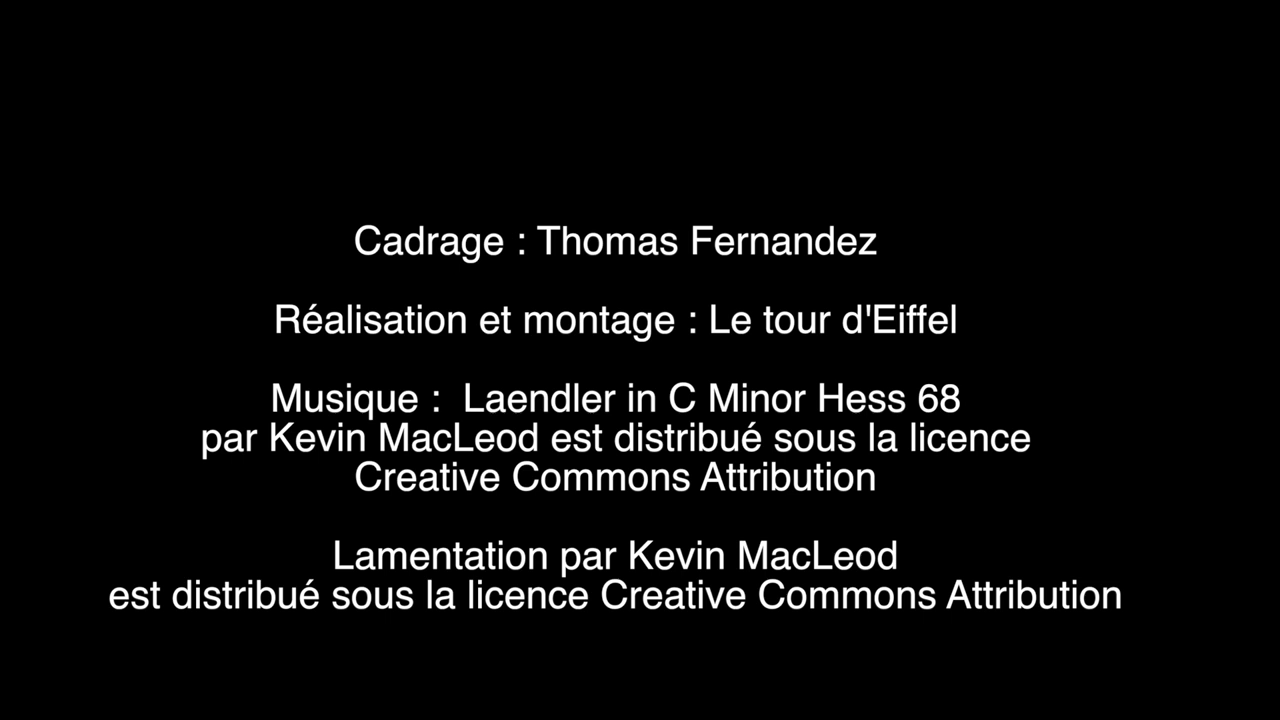 Cadrage : Thomas Fernandez
Réalisation et montage : Le tour d'Eiffel
Musique :  Laendler in C Minor Hess 68
par Kevin MacLeod est distribué sous la licence
Creative Commons Attribution
Lamentation par Kevin MacLeod
est distribué sous la licence Creative Commons Attribution